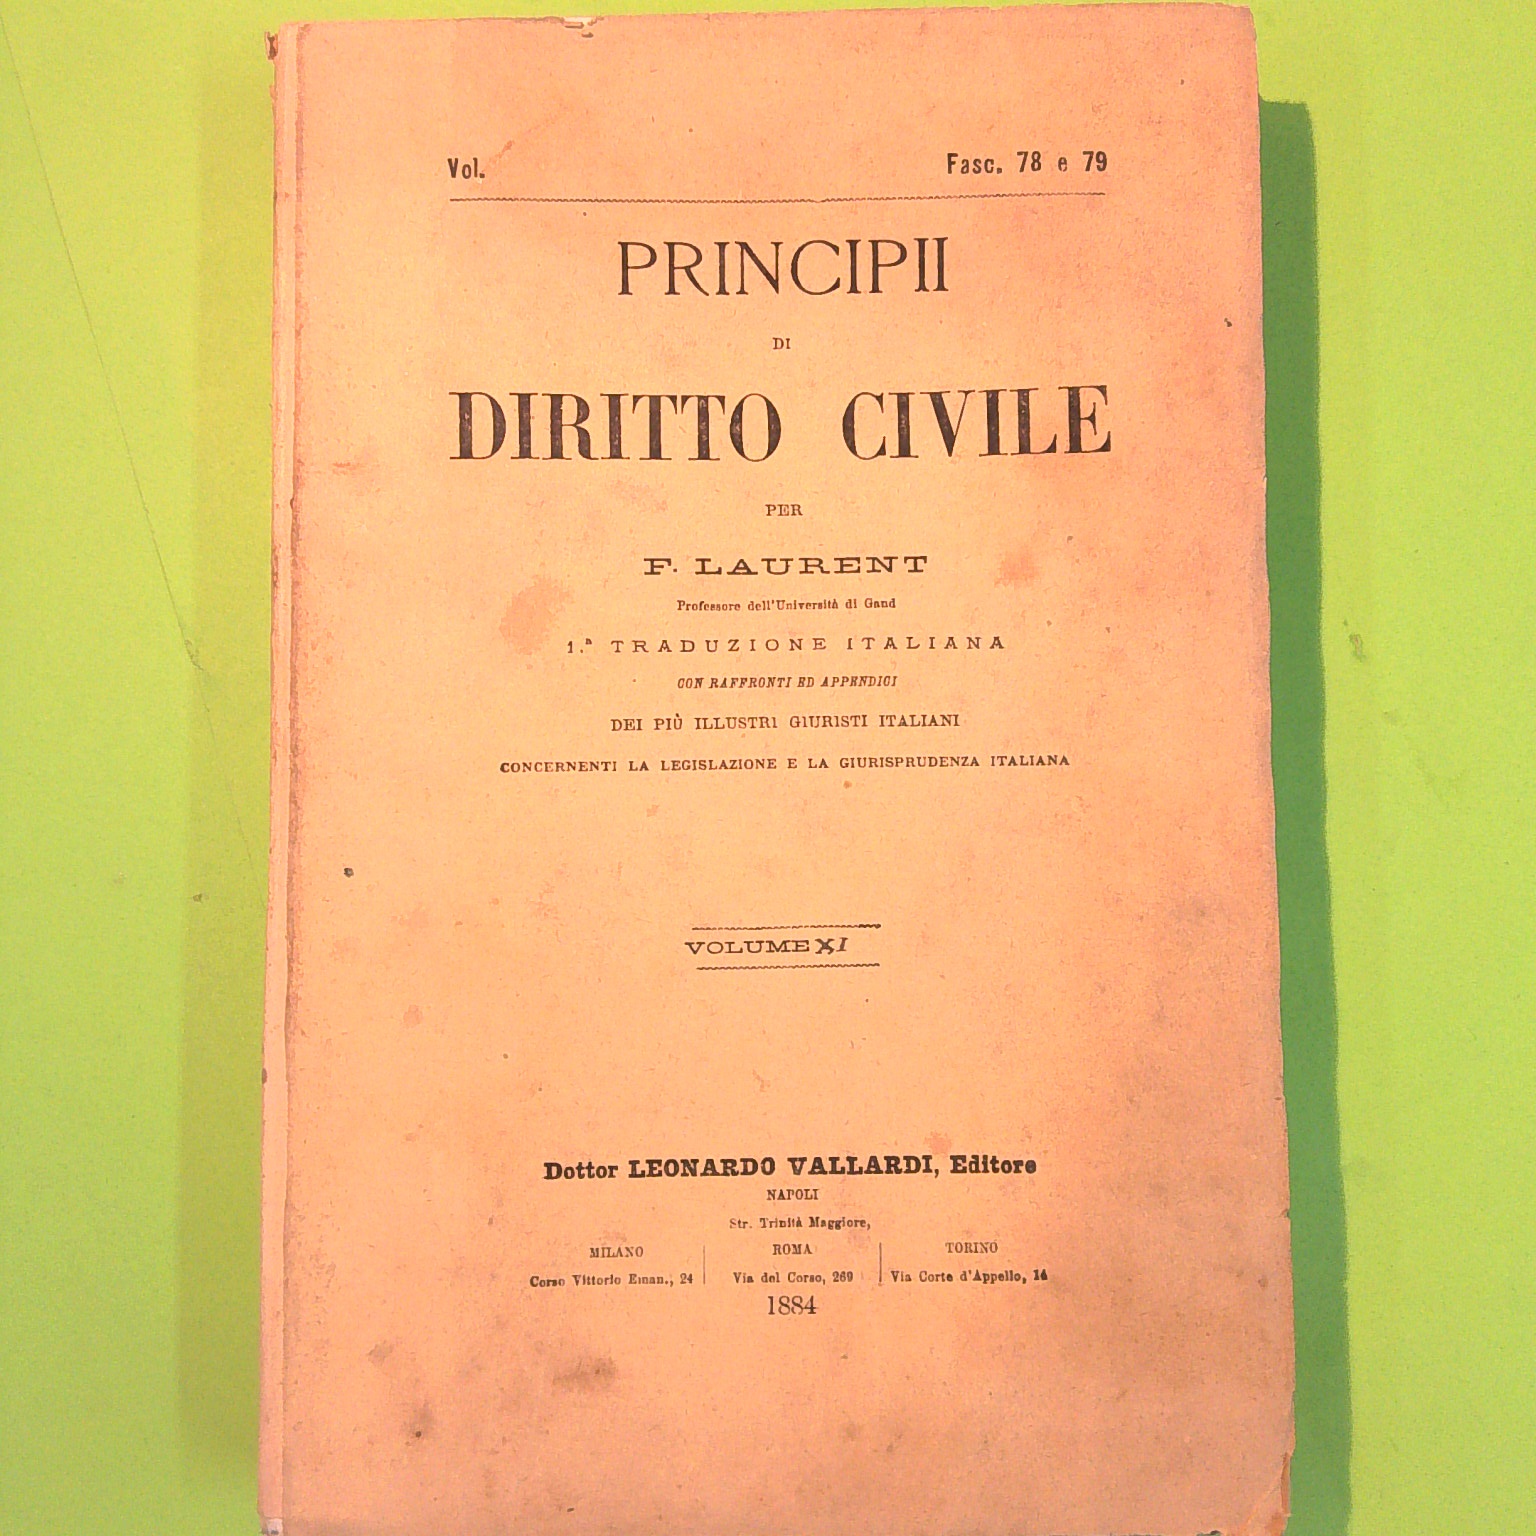 Vol. Fasc. 78 e 79
PRINCIPII
DI
DIRITTO CIVILE
PER
F. LAURENT
Professore dell'Università di Gand
1.ª TRADUZIONE ITALIANA
CON RAFFRONTI ED APPENDICI
DEI PIÙ ILLUSTRI GIURISTI ITALIANI
CONCERNENTI LA LEGISLAZIONE E LA GIURISPRUDENZA ITALIANA
VOLUME XI
Dottor LEONARDO VALLARDI, Editore
NAPOLI
Str. Trinità Maggiore,
MILANO ROMA TORINO
Corso Vittorio Eman., 24 Via del Corso, 269 Via Corte d'Appello, 14
1884